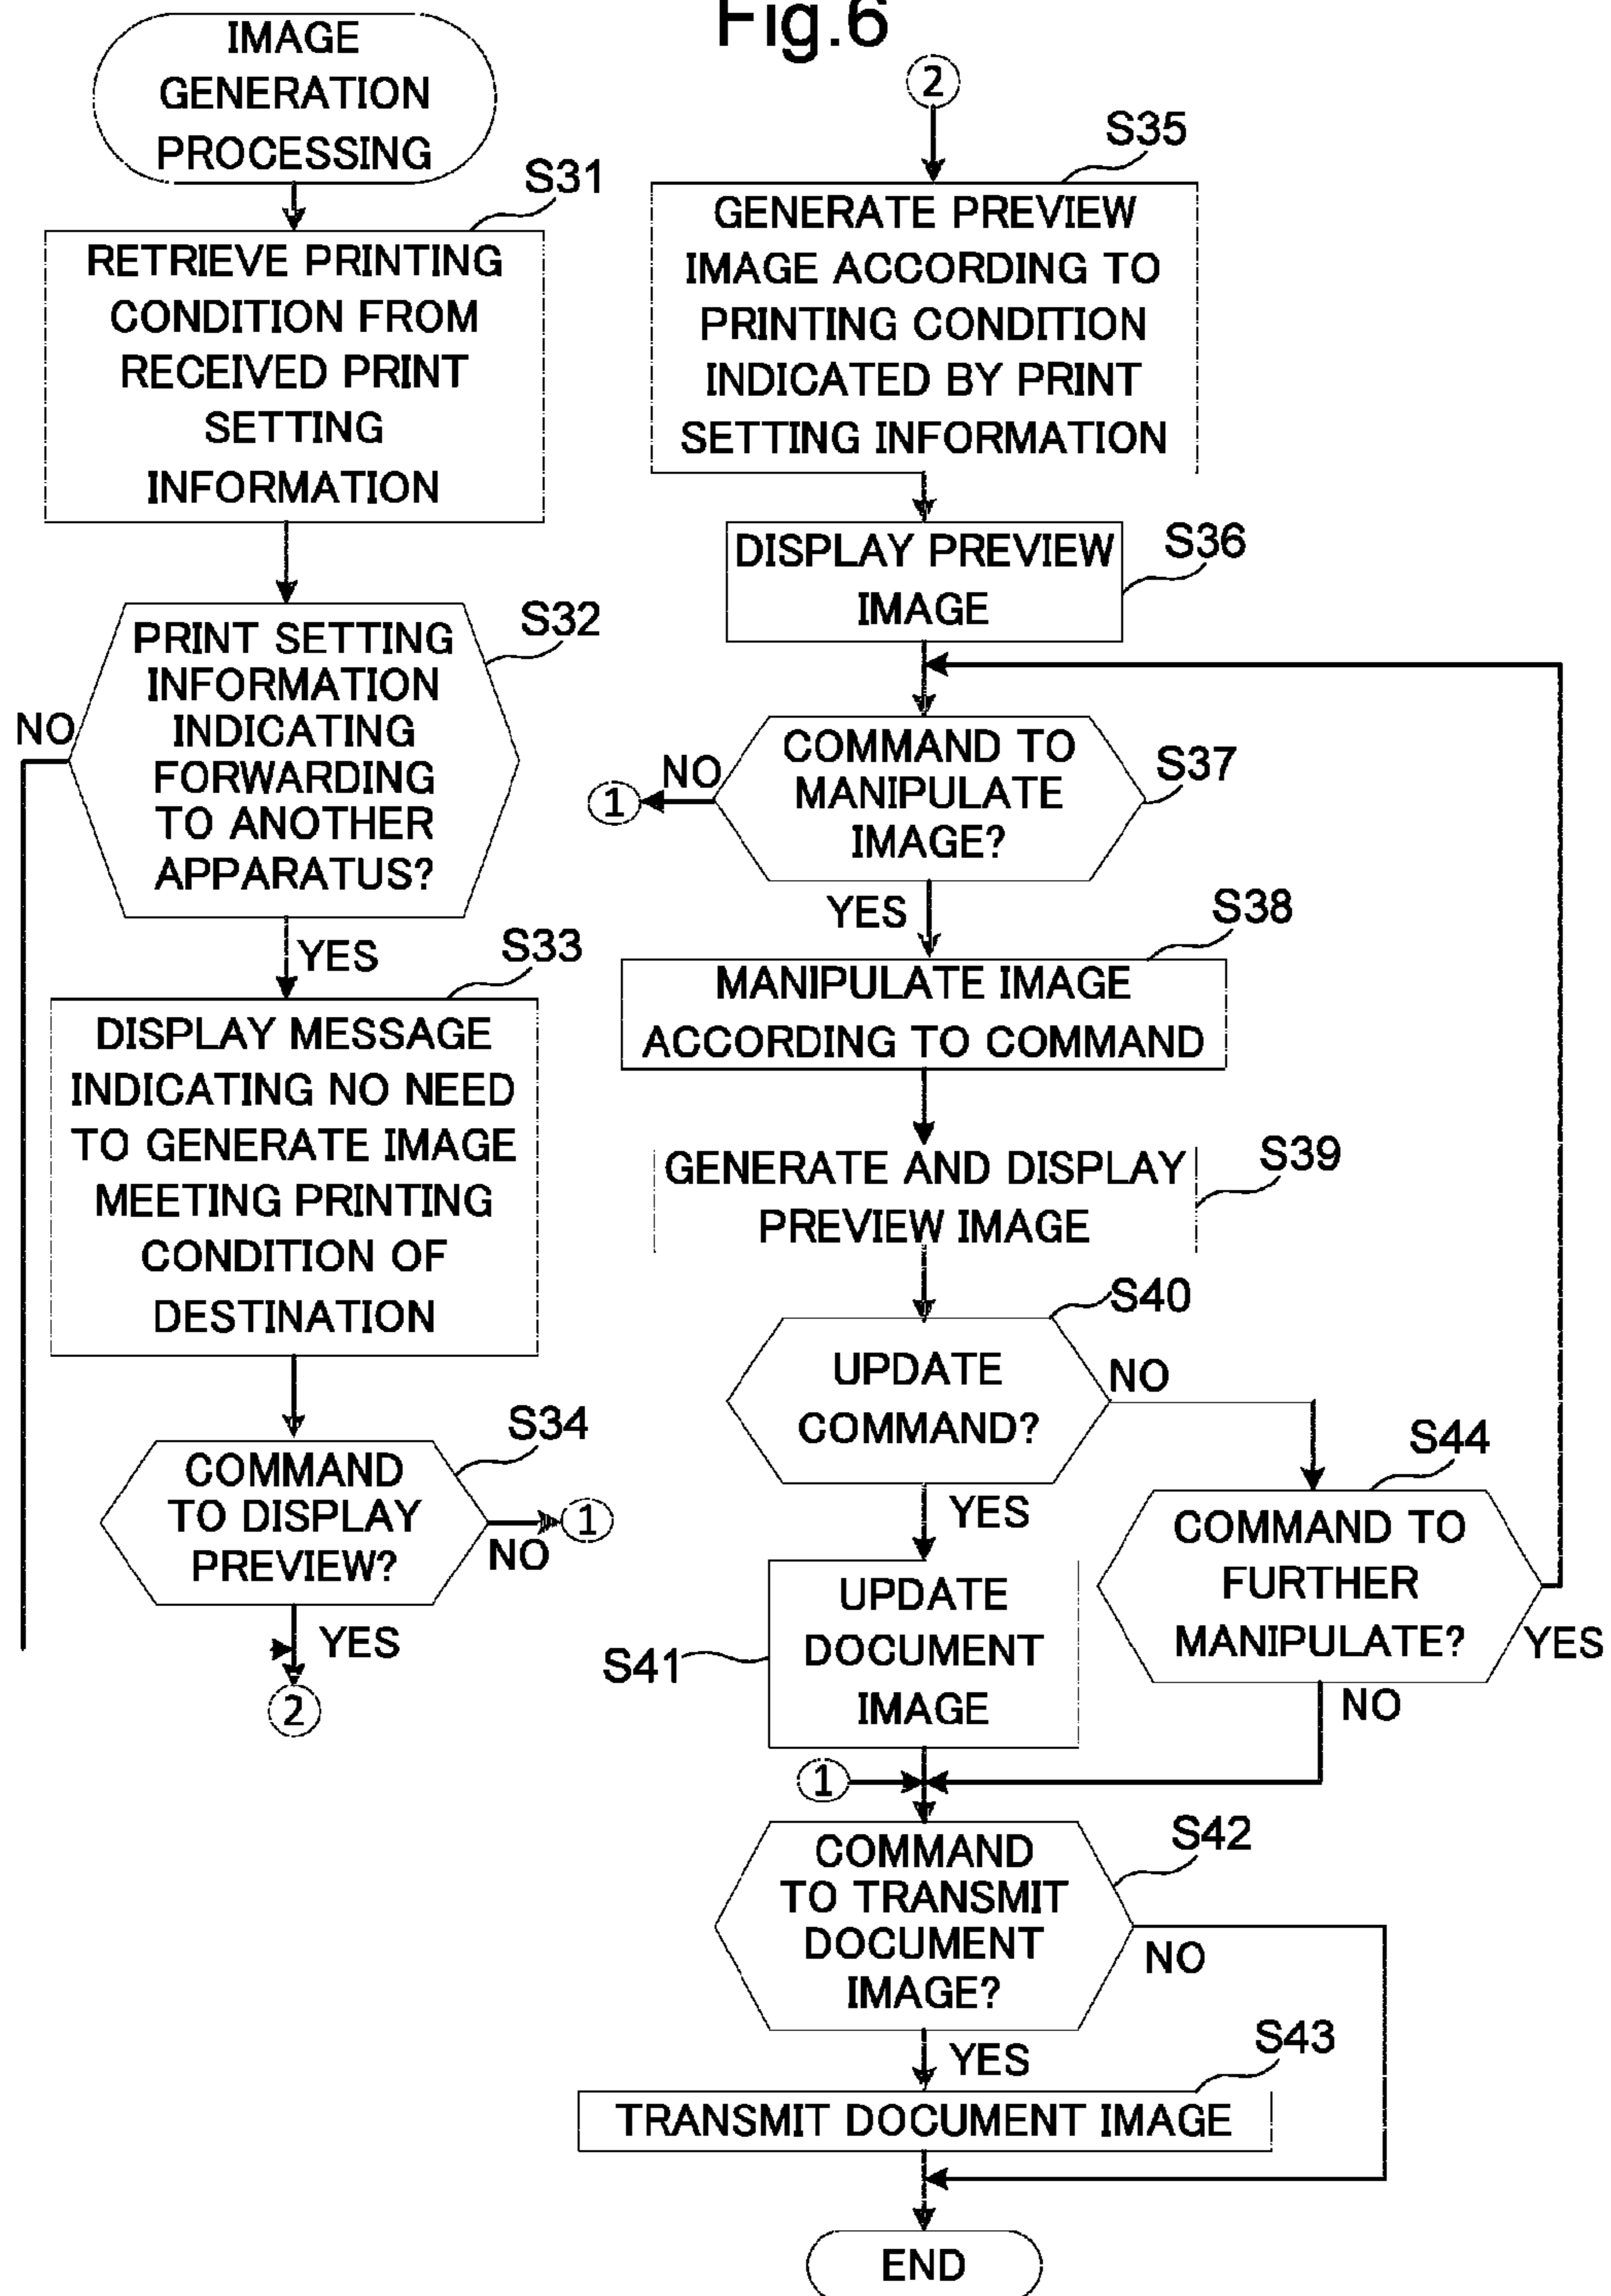 Fig.6
IMAGE
GENERATION
PROCESSING
S31
RETRIEVE PRINTING
CONDITION FROM
RECEIVED PRINT
SETTING
INFORMATION
S32
PRINT SETTING
INFORMATION
INDICATING
FORWARDING
TO ANOTHER
APPARATUS?
NO
YES
S33
DISPLAY MESSAGE
INDICATING NO NEED
TO GENERATE IMAGE
MEETING PRINTING
CONDITION OF
DESTINATION
S34
COMMAND
TO DISPLAY
PREVIEW?
NO
1
YES
2
2
S35
GENERATE PREVIEW
IMAGE ACCORDING TO
PRINTING CONDITION
INDICATED BY PRINT
SETTING INFORMATION
S36
DISPLAY PREVIEW
IMAGE
S37
COMMAND TO
MANIPULATE
IMAGE?
NO
1
YES
S38
MANIPULATE IMAGE
ACCORDING TO COMMAND
S39
GENERATE AND DISPLAY
PREVIEW IMAGE
S40
UPDATE
COMMAND?
NO
YES
S44
COMMAND TO
FURTHER
MANIPULATE?
YES
NO
S41
UPDATE
DOCUMENT
IMAGE
1
S42
COMMAND
TO TRANSMIT
DOCUMENT
IMAGE?
NO
YES
S43
TRANSMIT DOCUMENT IMAGE
END